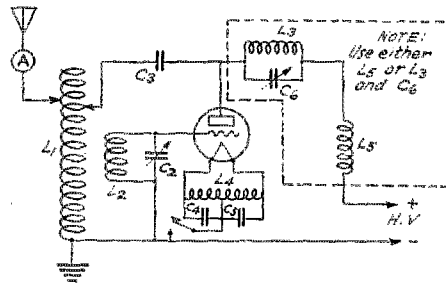 NOTE:
Use either
L5 or L3
and C6
L3
C3
C6
A
L1
L2
C2
L4
C4
C5
L5
+
H.V
-